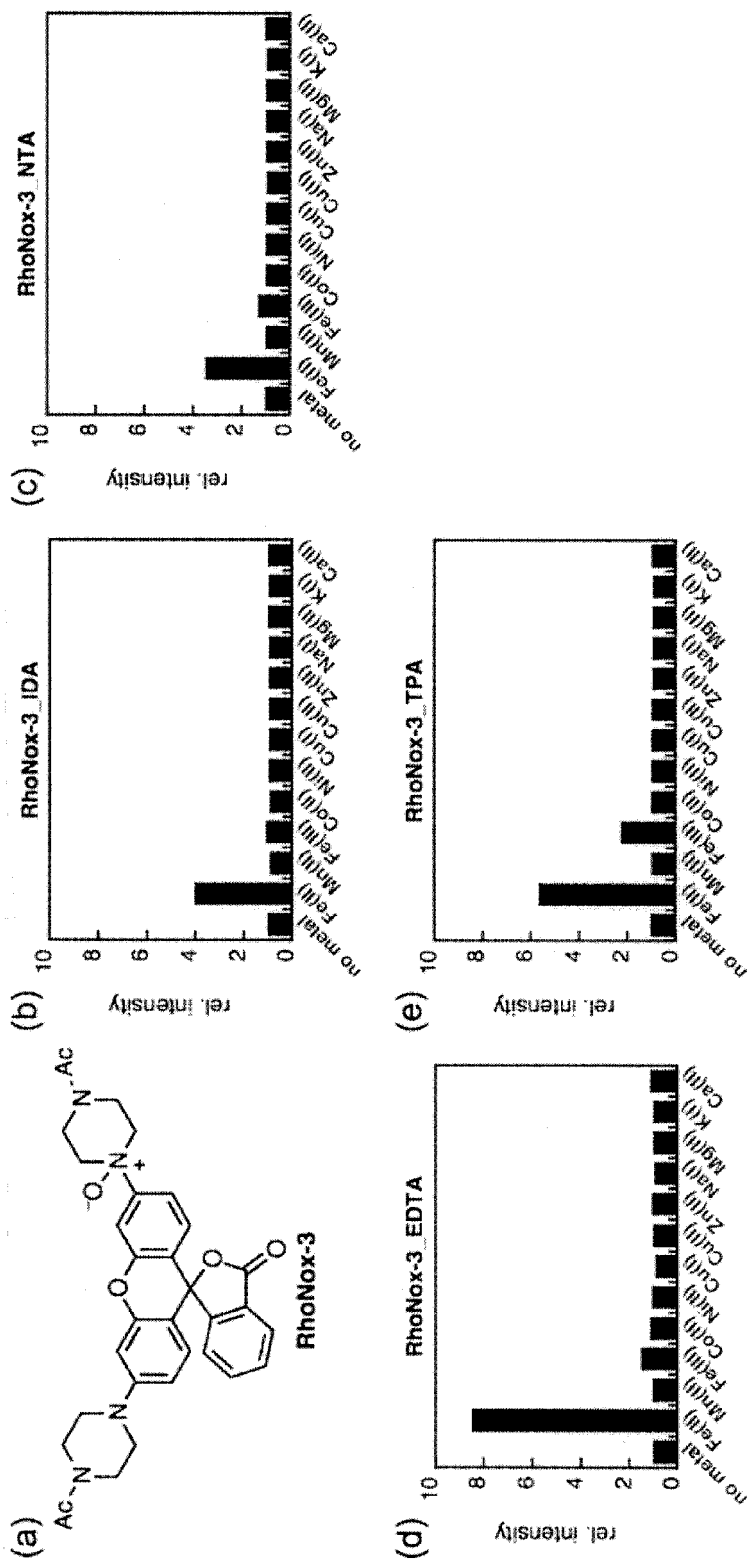 (a)
Ac
N
N
O
O
O
N
+
-O
N
Ac
RhoNox-3
(b)
RhoNox-3_IDA
rel. intensity
10
8
6
4
2
0
no metal
Fe(II)
Mn(II)
Fe(III)
Co(II)
Ni(II)
Cu(I)
Cu(II)
Zn(II)
Na(I)
Mg(II)
K(I)
Ca(II)
(c)
RhoNox-3_NTA
rel. intensity
10
8
6
4
2
0
no metal
Fe(II)
Mn(II)
Fe(III)
Co(II)
Ni(II)
Cu(I)
Cu(II)
Zn(II)
Na(I)
Mg(II)
K(I)
Ca(II)
(d)
RhoNox-3_EDTA
rel. intensity
10
8
6
4
2
0
no metal
Fe(II)
Mn(II)
Fe(III)
Co(II)
Ni(II)
Cu(I)
Cu(II)
Zn(II)
Na(I)
Mg(II)
K(I)
Ca(II)
(e)
RhoNox-3_TPA
rel. intensity
10
8
6
4
2
0
no metal
Fe(II)
Mn(II)
Fe(III)
Co(II)
Ni(II)
Cu(I)
Cu(II)
Zn(II)
Na(I)
Mg(II)
K(I)
Ca(II)